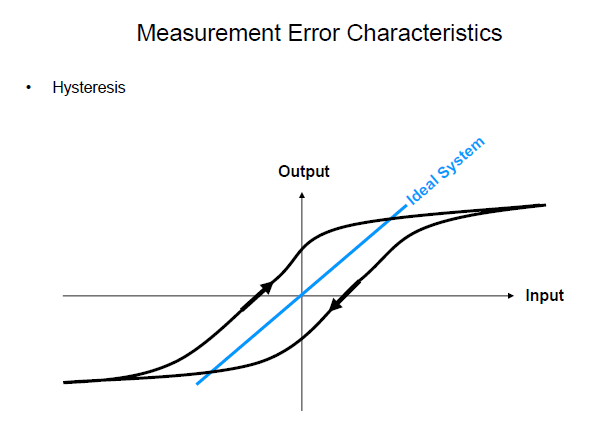 Measurement Error Characteristics
• Hysteresis
Ideal System
Output
Input